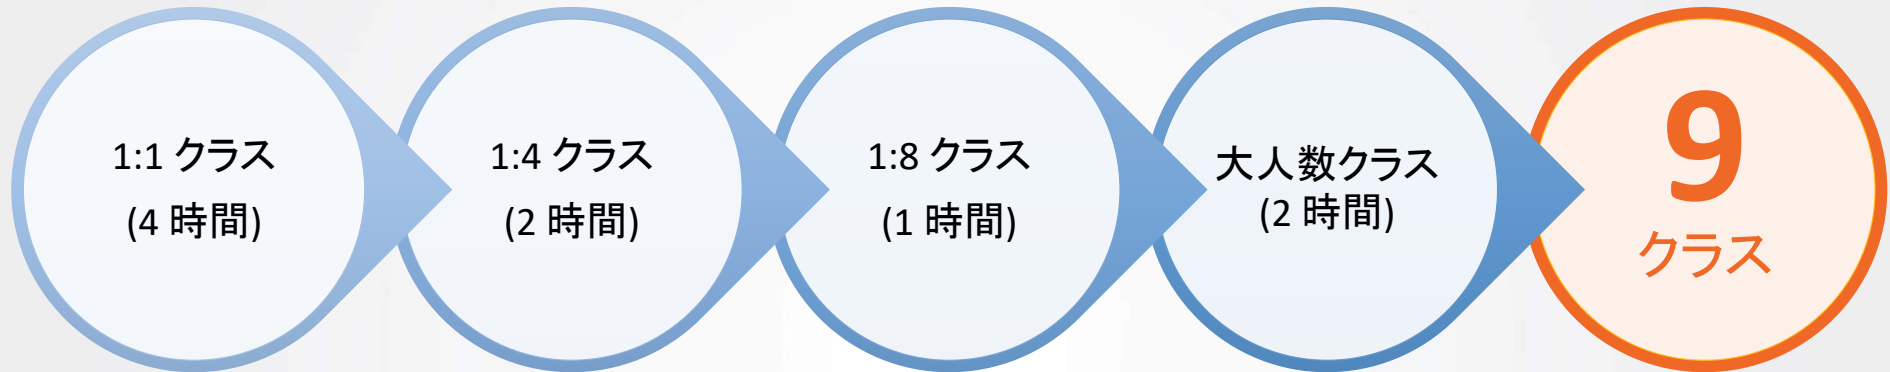 1:1 クラス
(4 時間)
1:4 クラス
(2 時間)
1:8 クラス
(1 時間)
大人数クラス
(2 時間)
9
クラス